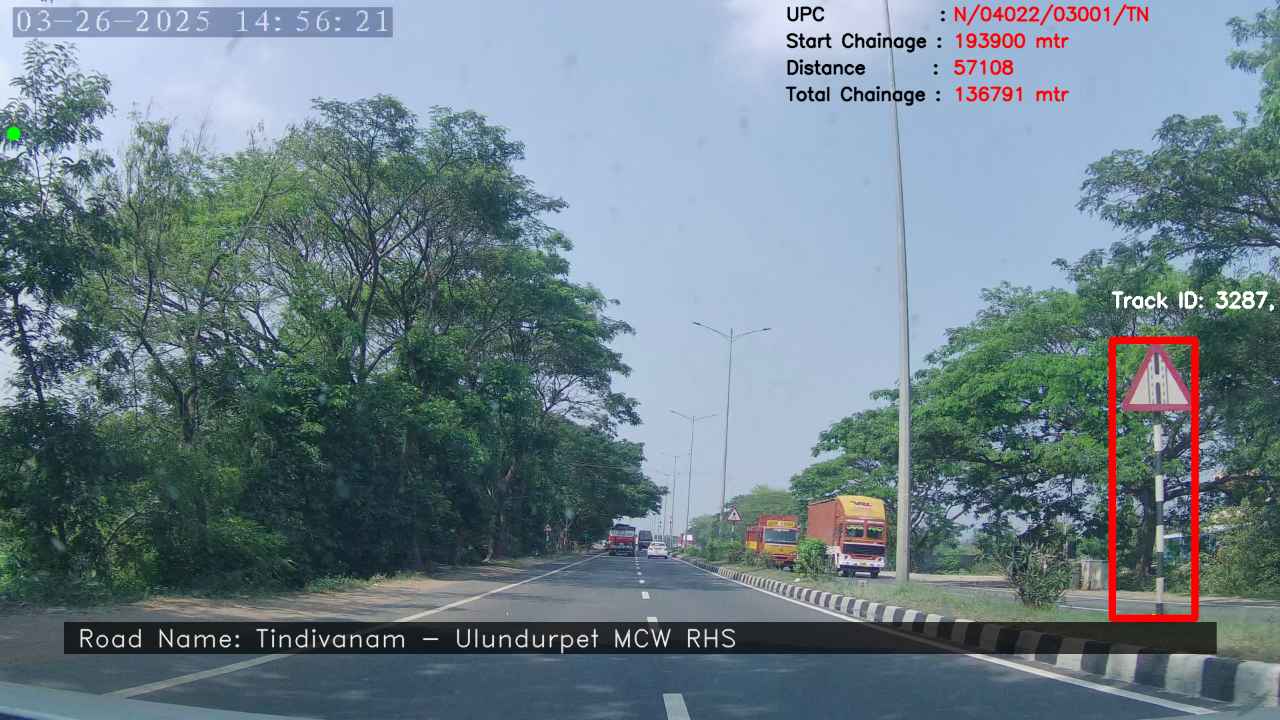 03-26-2025 14:56:21
UPC : N/04022/03001/TN
Start Chainage : 193900 mtr
Distance : 57108
Total Chainage : 136791 mtr
Track ID: 3287,
Road Name: Tindivanam - Ulundurpet MCW RHS